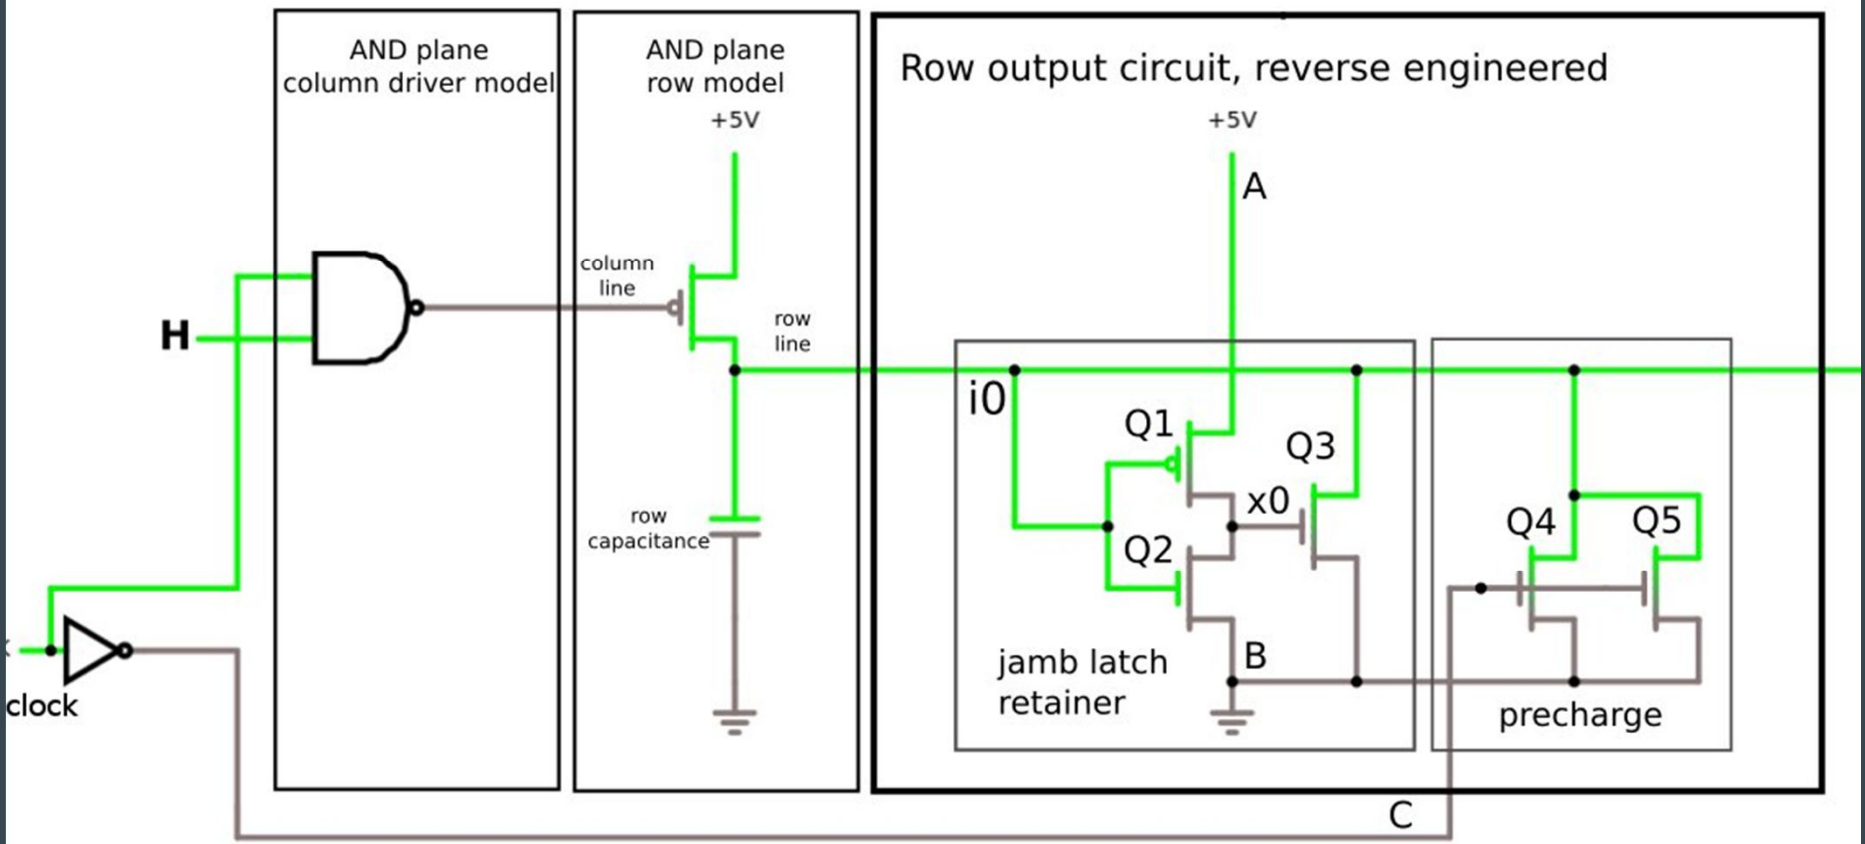 AND plane
column driver model
AND plane
row model
+5V
Row output circuit, reverse engineered
+5V
A
column
line
row
line
H
i0
Q1
Q3
x0
Q4
Q5
row
capacitance
Q2
jamb latch
retainer
B
precharge
clock
C